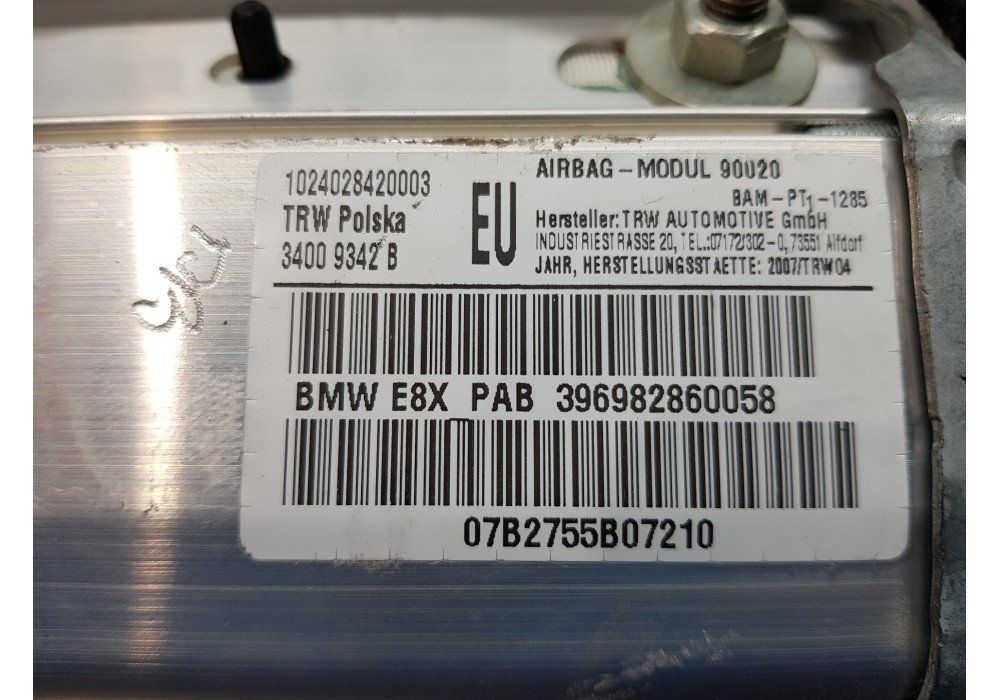 1024028420003
TRW Polska
3400 9342 B
EU
AIRBAG-MODUL 90020
BAM-PT1-1285
Hersteller: TRW AUTOMOTIVE GmbH
INDUSTRIESTRASSE 20, TEL.:07172/302-0, 73551 Alfdorf
JAHR, HERSTELLUNGSSTAETTE: 2007/TRW04
BMW E8X PAB 396982860058
07B2755B07210